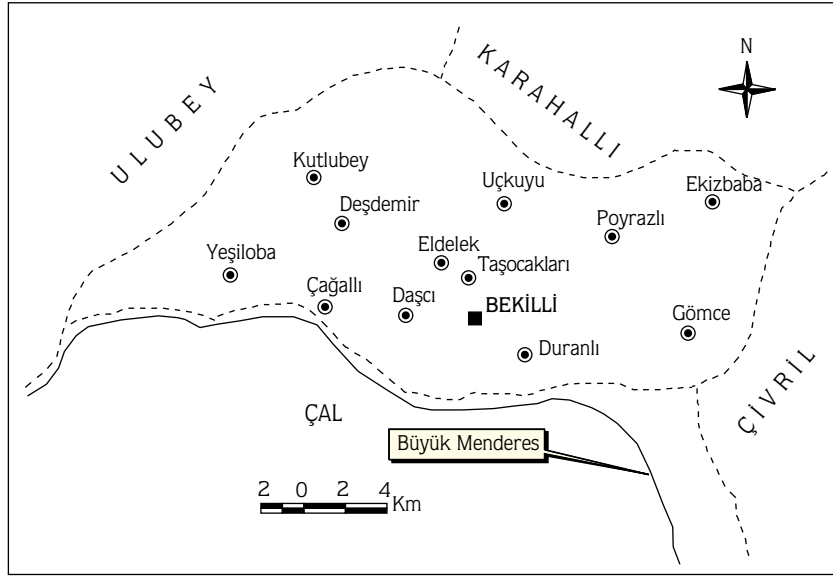 KARAHALLI
N
ULUBEY
Kutlubey
Uçkuyu
Ekizbaba
Deşdemir
Poyrazlı
Eldelek
Yeşiloba
Taşocakları
Çağallı
Daşcı
BEKİLLİ
Gömce
Duranlı
ÇİVRİL
ÇAL
Büyük Menderes
2 0 2 4
Km